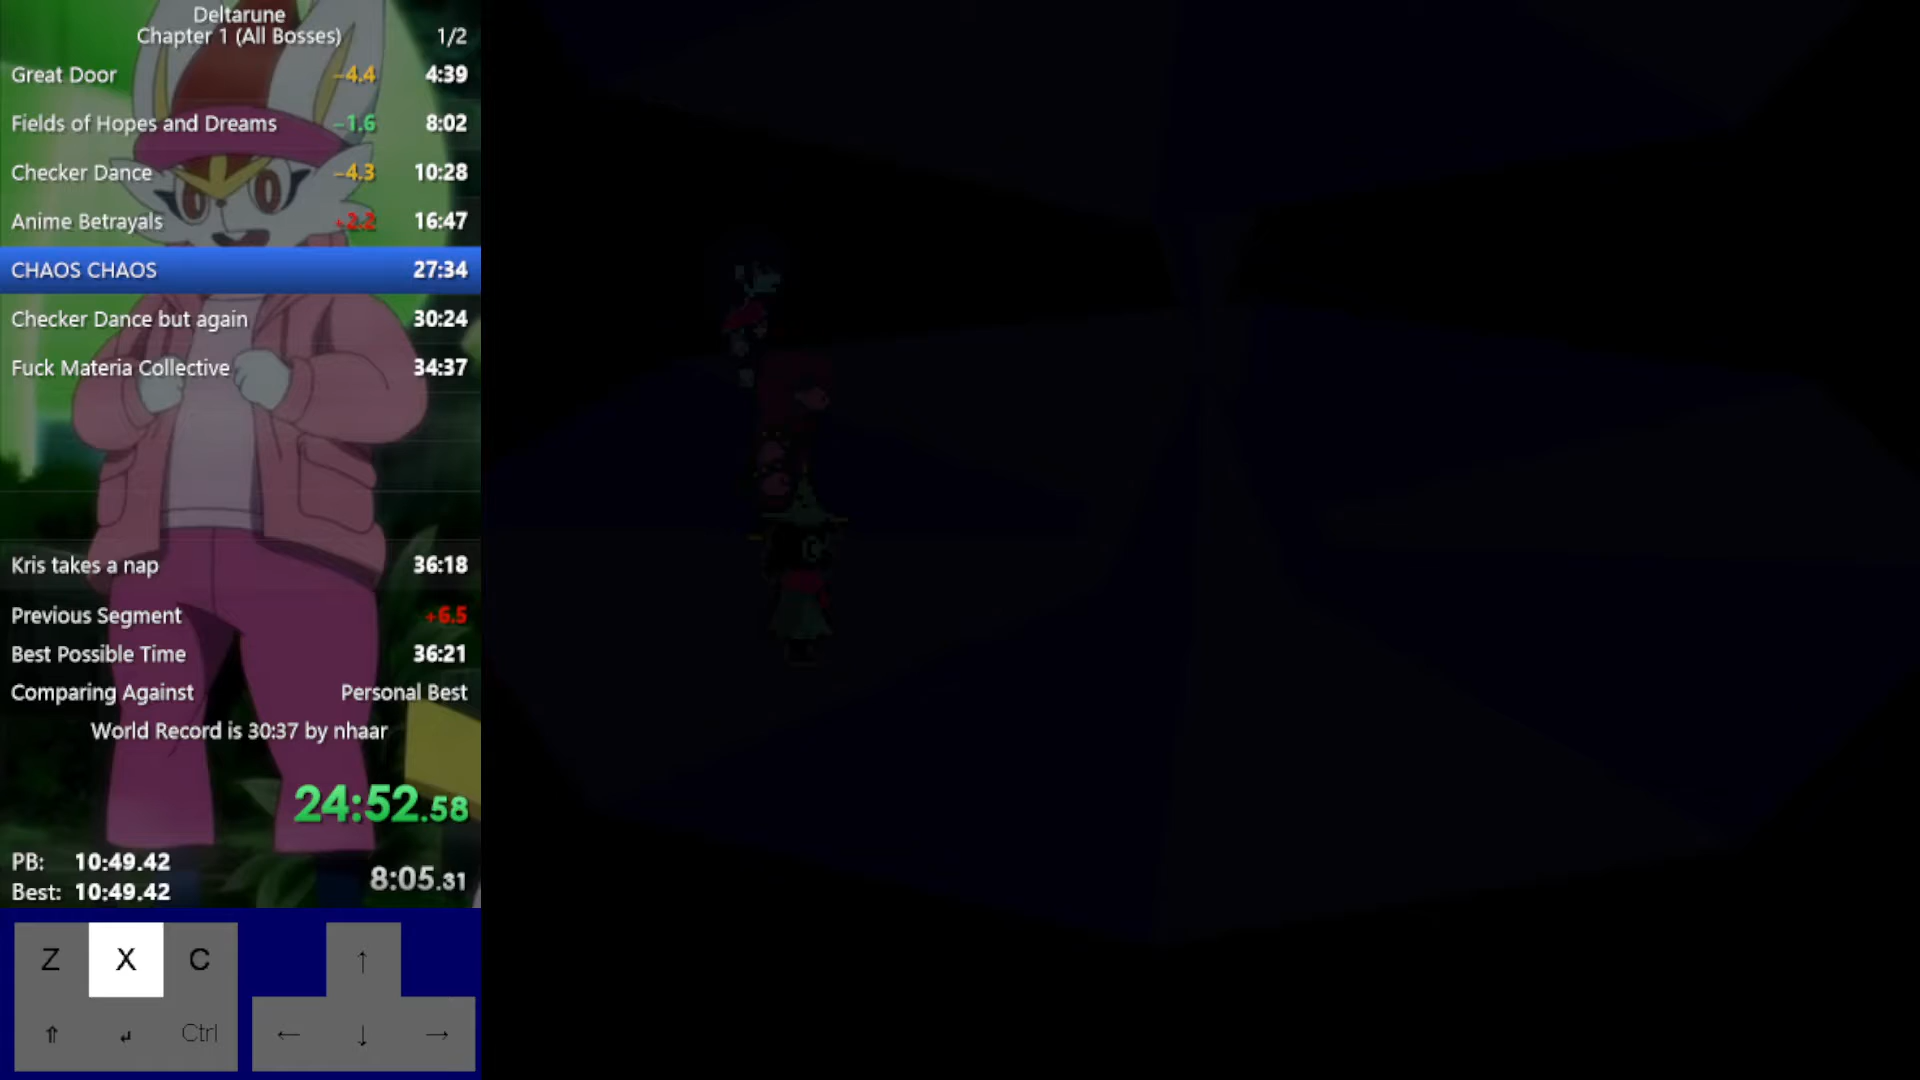 Deltarune
Chapter 1 (All Bosses) 1/2
Great Door -4.4 4:39
Fields of Hopes and Dreams -1.6 8:02
Checker Dance -4.3 10:28
Anime Betrayals +2.2 16:47
CHAOS CHAOS 27:34
Checker Dance but again 30:24
Fuck Materia Collective 34:37
Kris takes a nap 36:18
Previous Segment +6.5
Best Possible Time 36:21
Comparing Against Personal Best
World Record is 30:37 by nhaar
24:52.58
PB: 10:49.42
Best: 10:49.42
8:05.31
Z X C ↑
⇑ ↵ Ctrl ← ↓ →